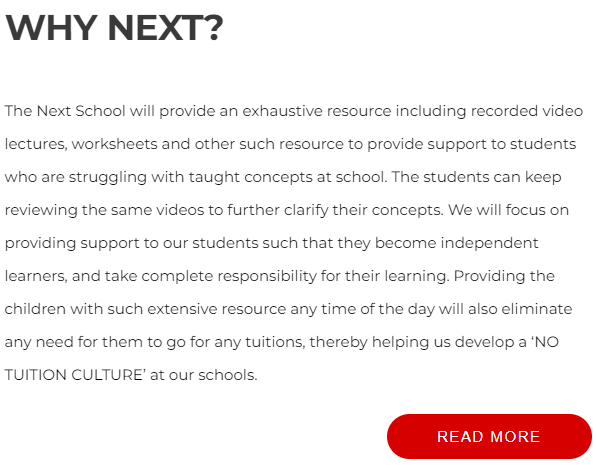 WHY NEXT?
The Next School will provide an exhaustive resource including recorded video
lectures, worksheets and other such resource to provide support to students
who are struggling with taught concepts at school. The students can keep
reviewing the same videos to further clarify their concepts. We will focus on
providing support to our students such that they become independent
learners, and take complete responsibility for their learning. Providing the
children with such extensive resource any time of the day will also eliminate
any need for them to go for any tuitions, thereby helping us develop a ‘NO
TUITION CULTURE’ at our schools.
READ MORE